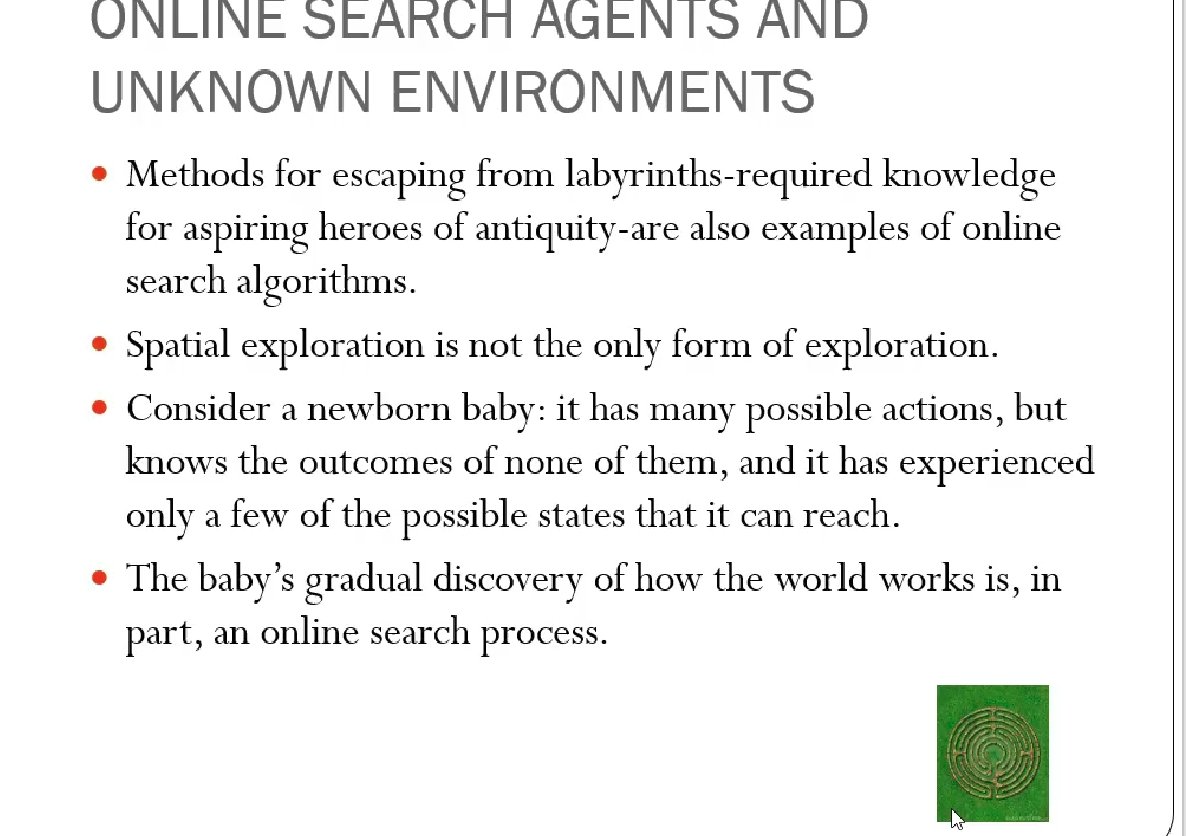 ONLINE SEARCH AGENTS AND
UNKNOWN ENVIRONMENTS
• Methods for escaping from labyrinths-required knowledge
for aspiring heroes of antiquity-are also examples of online
search algorithms.
• Spatial exploration is not the only form of exploration.
• Consider a newborn baby: it has many possible actions, but
knows the outcomes of none of them, and it has experienced
only a few of the possible states that it can reach.
• The baby’s gradual discovery of how the world works is, in
part, an online search process.